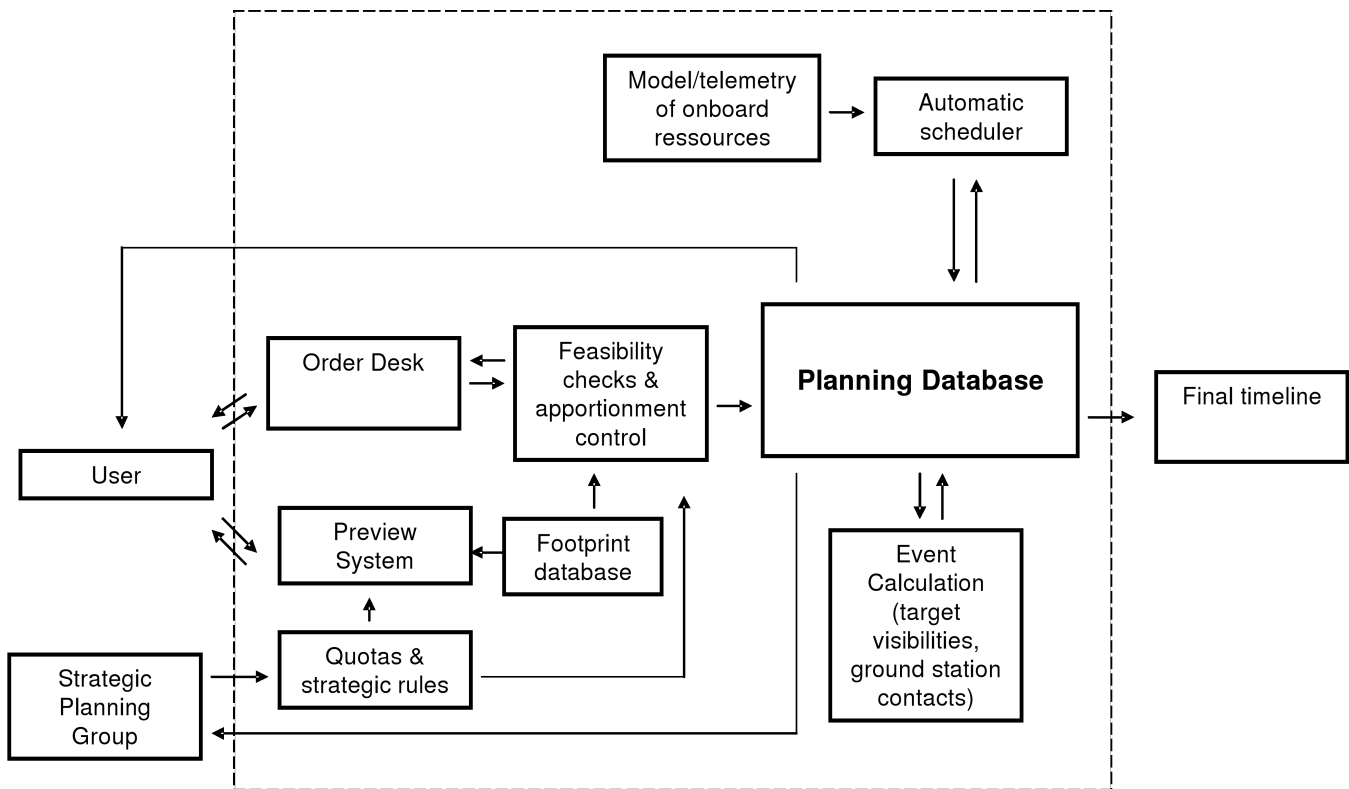 Model/telemetry
of onboard
ressources
Automatic
scheduler
Order Desk
Feasibility
checks &
apportionment
control
Planning Database
Final timeline
User
Preview
System
Footprint
database
Event
Calculation
(target
visibilities,
ground station
contacts)
Strategic
Planning
Group
Quotas &
strategic rules